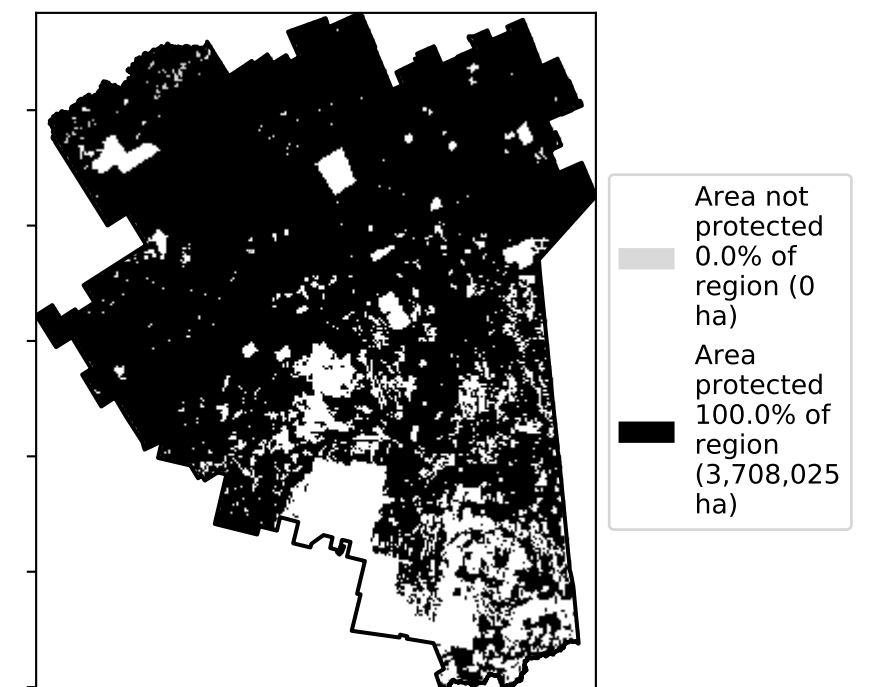 Area not
protected
0.0% of
region (0
ha)
Area
protected
100.0% of
region
(3,708,025
ha)